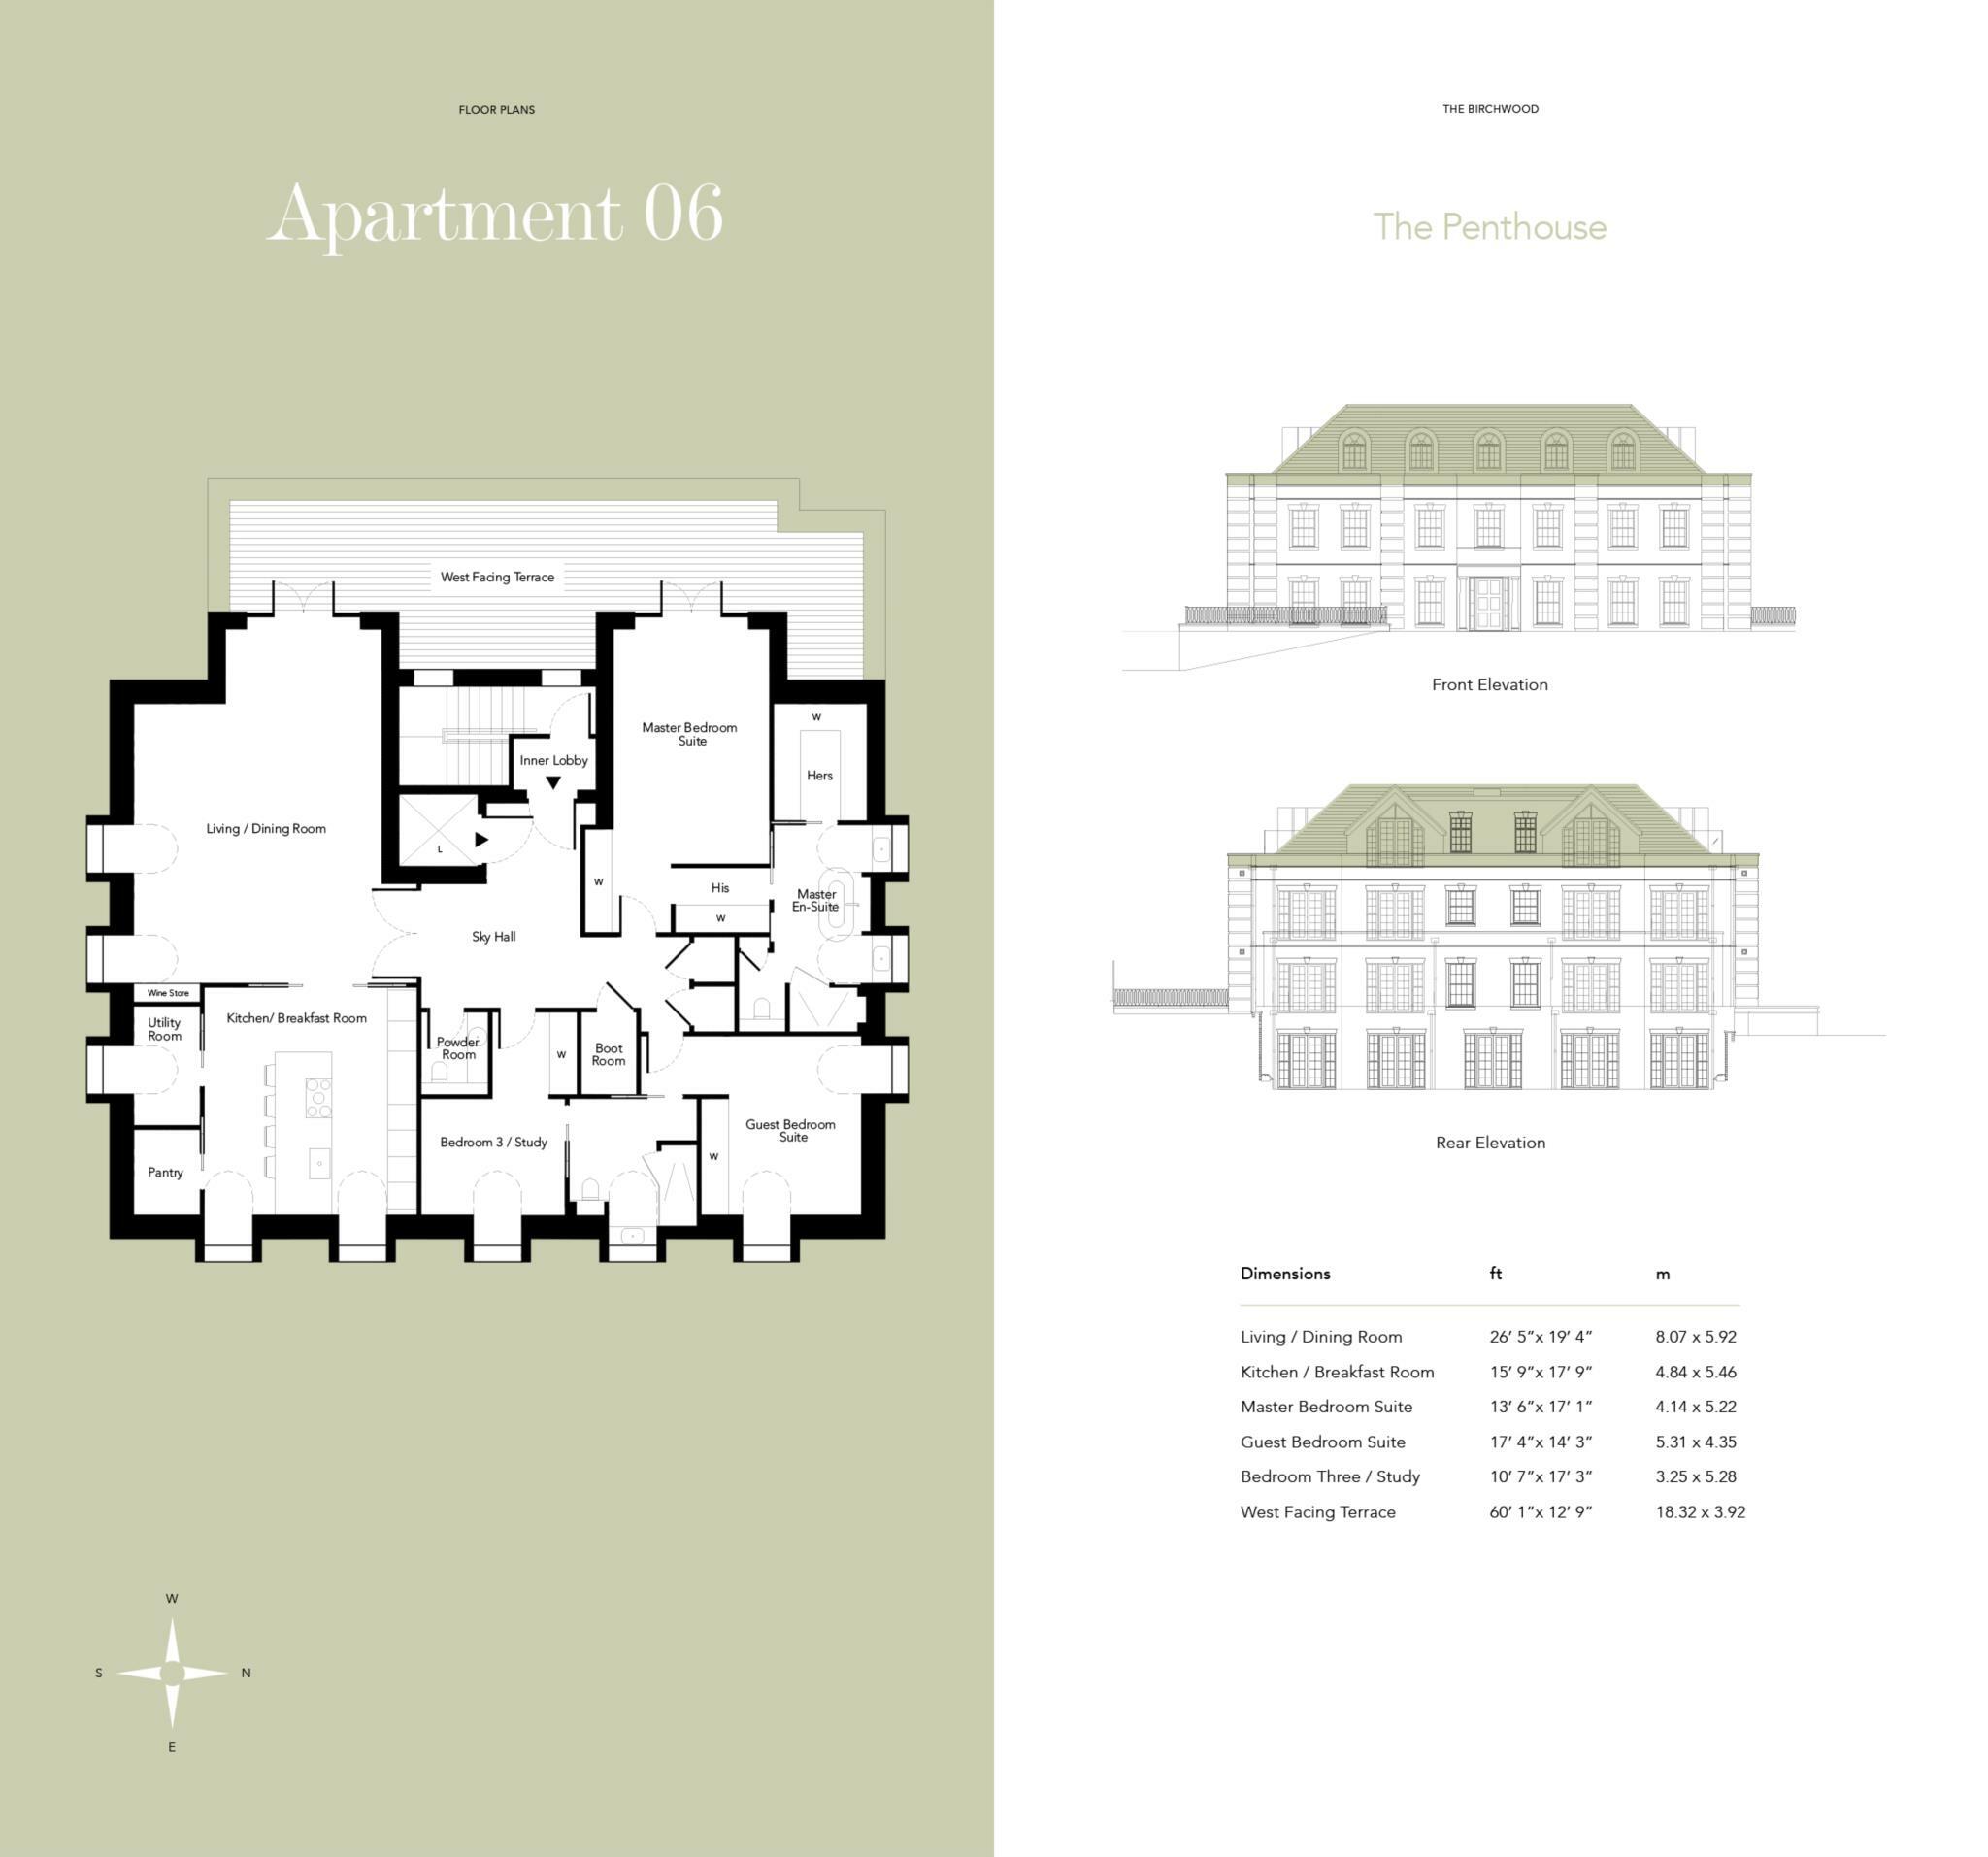 FLOOR PLANS
Apartment 06
West Facing Terrace
Master Bedroom
Suite
W
Inner Lobby
Hers
Living / Dining Room
L
W
His
W
Master
En-Suite
Sky Hall
Wine Store
Utility
Room
Kitchen/ Breakfast Room
Powder
Room
W
Boot
Room
Guest Bedroom
Suite
Bedroom 3 / Study
W
Pantry
W
S
N
E
THE BIRCHWOOD
The Penthouse
Front Elevation
Rear Elevation
Dimensions ft m
Living / Dining Room 26’ 5”x 19’ 4” 8.07 x 5.92
Kitchen / Breakfast Room 15’ 9”x 17’ 9” 4.84 x 5.46
Master Bedroom Suite 13’ 6”x 17’ 1” 4.14 x 5.22
Guest Bedroom Suite 17’ 4”x 14’ 3” 5.31 x 4.35
Bedroom Three / Study 10’ 7”x 17’ 3” 3.25 x 5.28
West Facing Terrace 60’ 1”x 12’ 9” 18.32 x 3.92